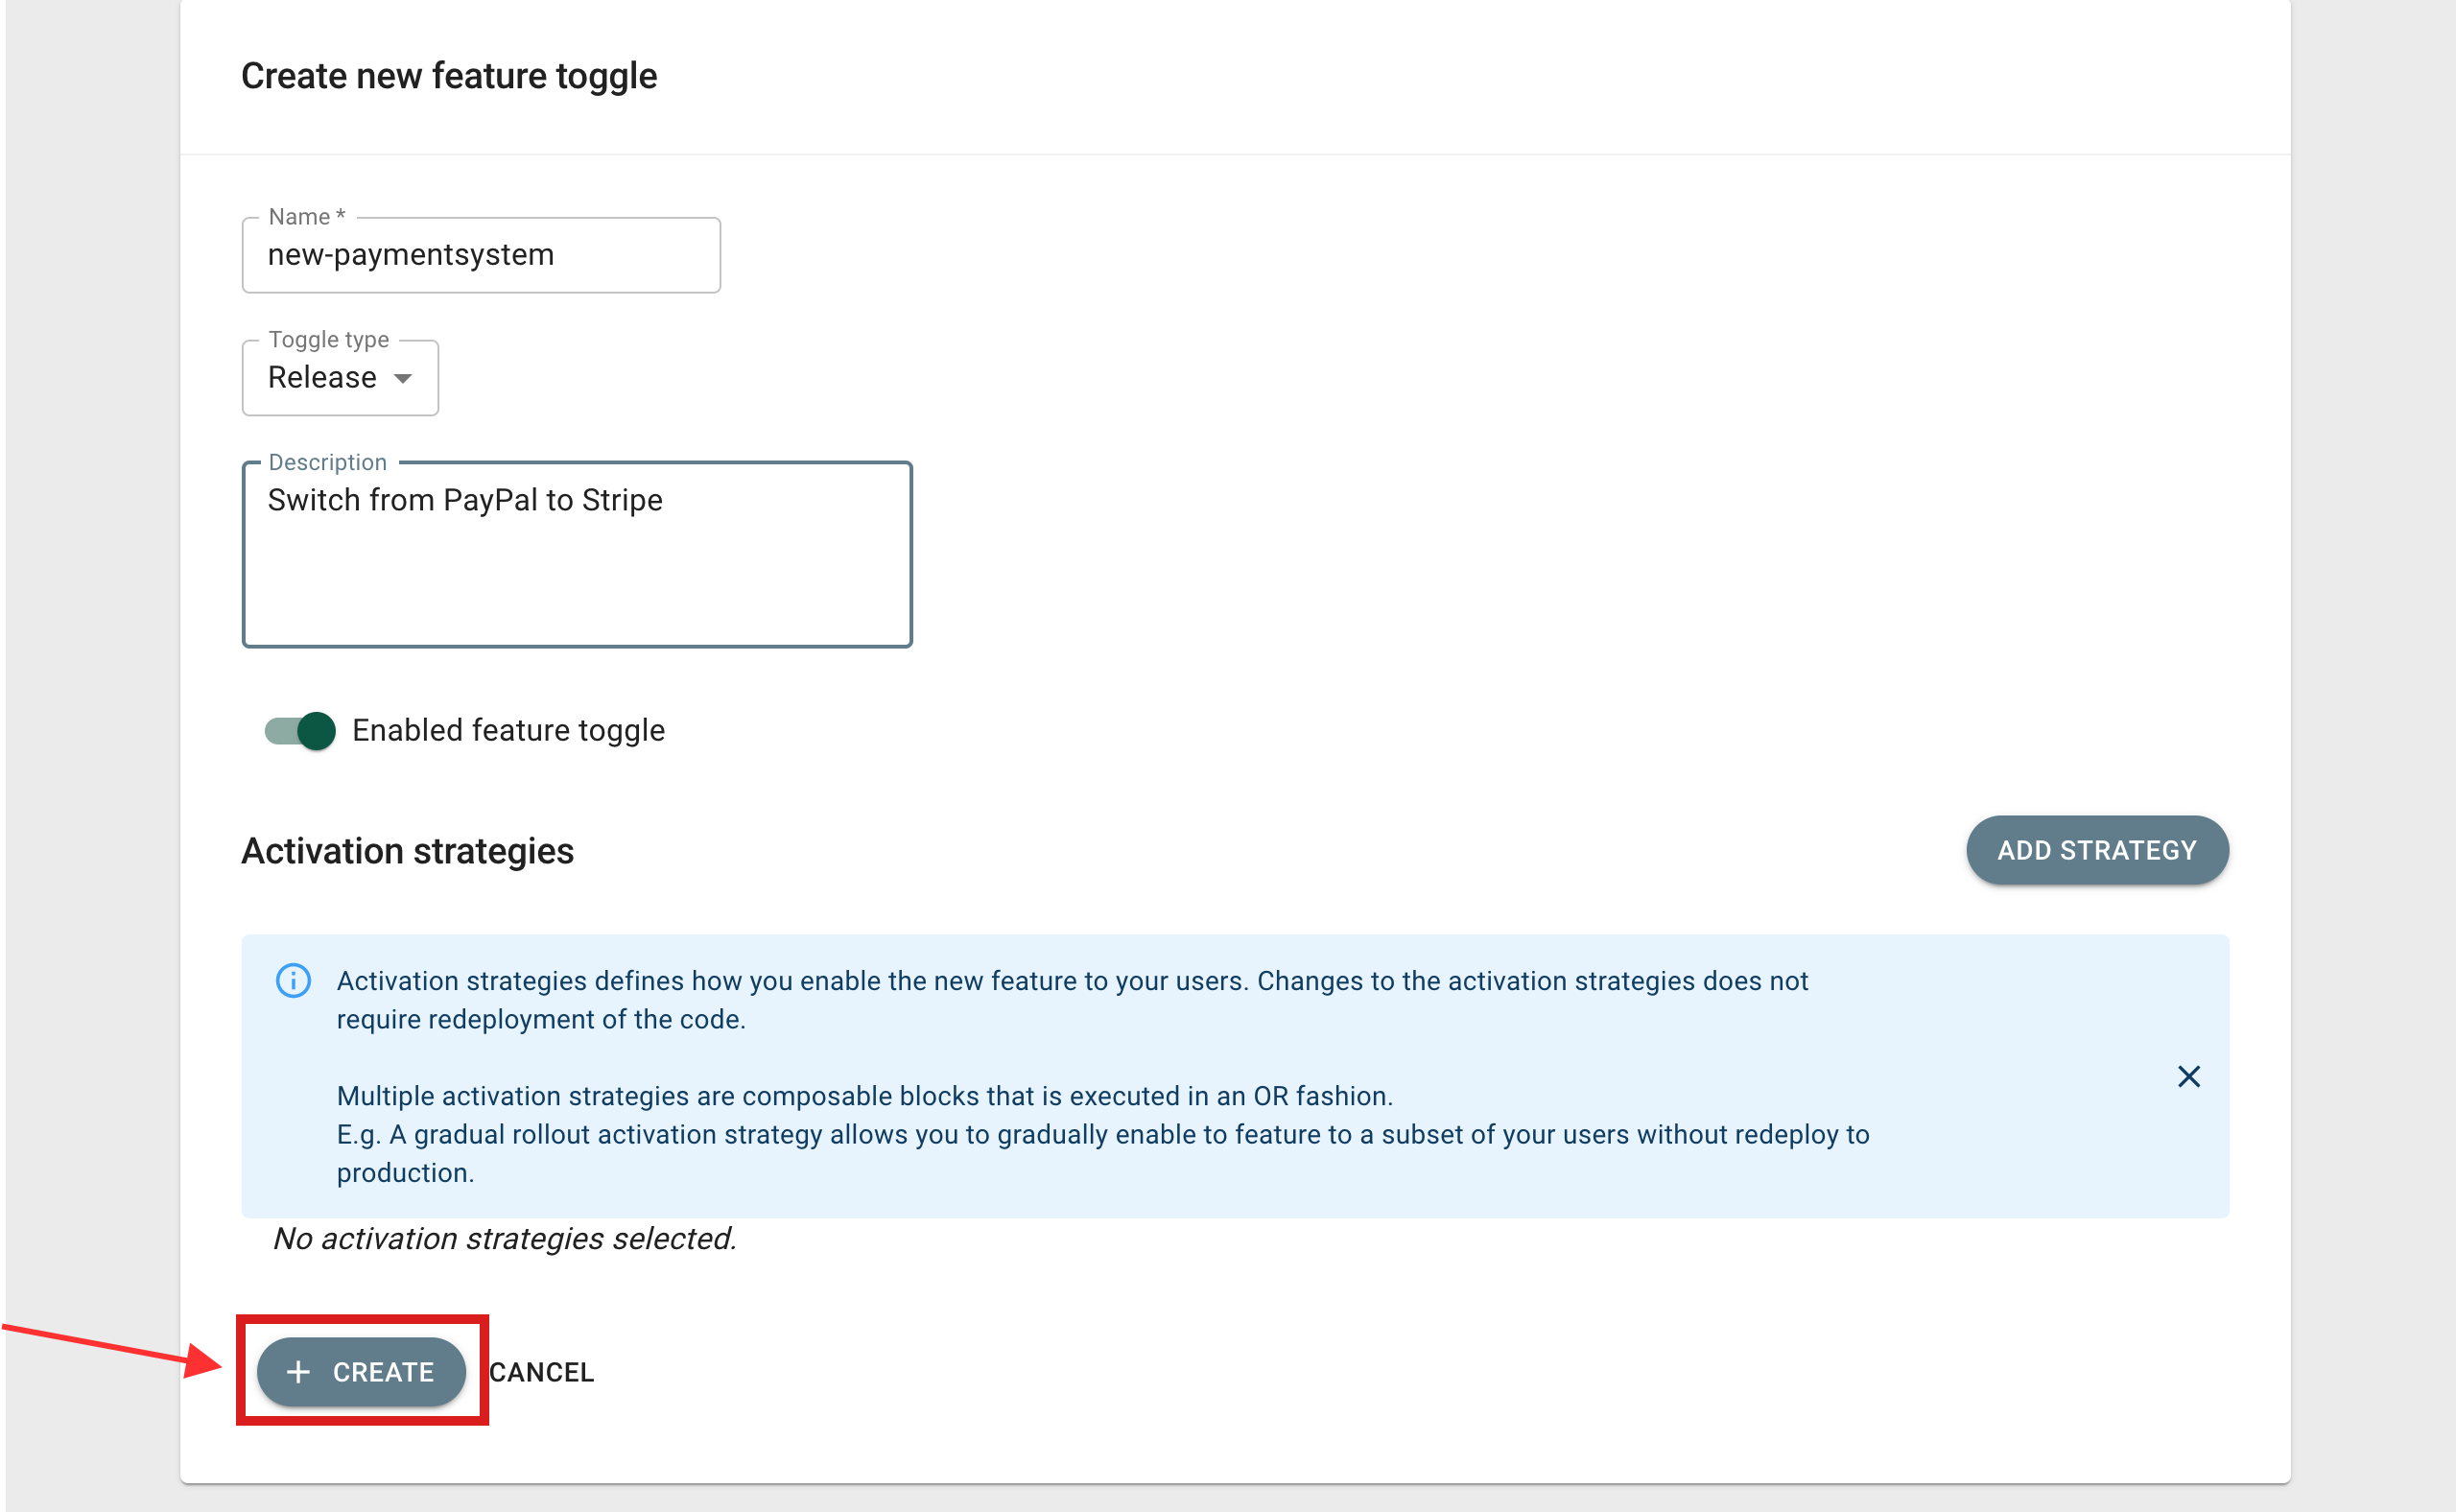 Create new feature toggle
Name *
new-paymentsystem
Toggle type
Release
Description
Switch from PayPal to Stripe
Enabled feature toggle
Activation strategies
ADD STRATEGY
Activation strategies defines how you enable the new feature to your users. Changes to the activation strategies does not
require redeployment of the code.
Multiple activation strategies are composable blocks that is executed in an OR fashion.
E.g. A gradual rollout activation strategy allows you to gradually enable to feature to a subset of your users without redeploy to
production.
No activation strategies selected.
+ CREATE
CANCEL